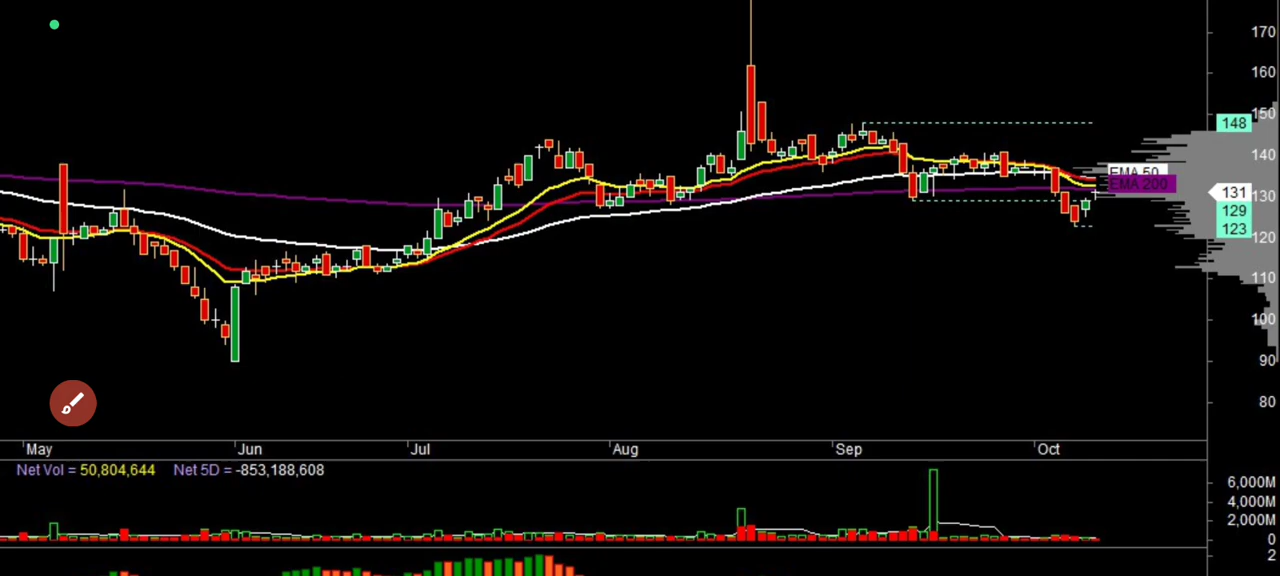 170
160
150
148
140
EMA 50
EMA 200
131
130
129
123
120
110
100
90
80
May Jun Jul Aug Sep Oct
Net Vol = 50,804,644 Net 5D = -853,188,608
6,000M
4,000M
2,000M
0
2